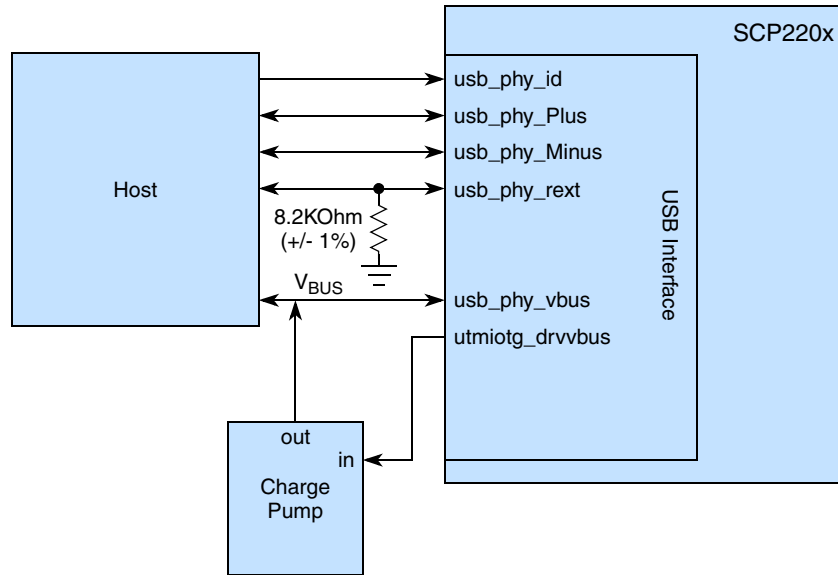 SCP220x
Host
usb_phy_id
usb_phy_Plus
usb_phy_Minus
usb_phy_rext
8.2KOhm
(+/- 1%)
VBUS
usb_phy_vbus
utmiotg_drvvbus
USB Interface
out
in
Charge
Pump